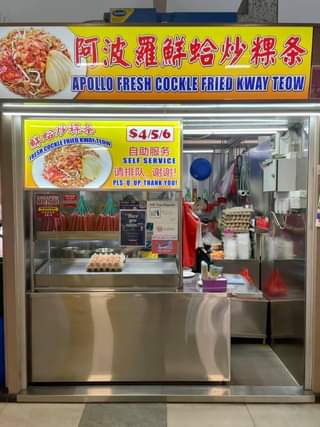 阿波羅鮮蛤炒粿条
APOLLO FRESH COCKLE FRIED KWAY TEOW
鮮蛤炒粿条
FRESH COCKLE FRIED KWAY TEOW
$4/5/6
自助服务
SELF SERVICE
请排队, 谢谢!
PLS. Q. UP. THANK YOU!